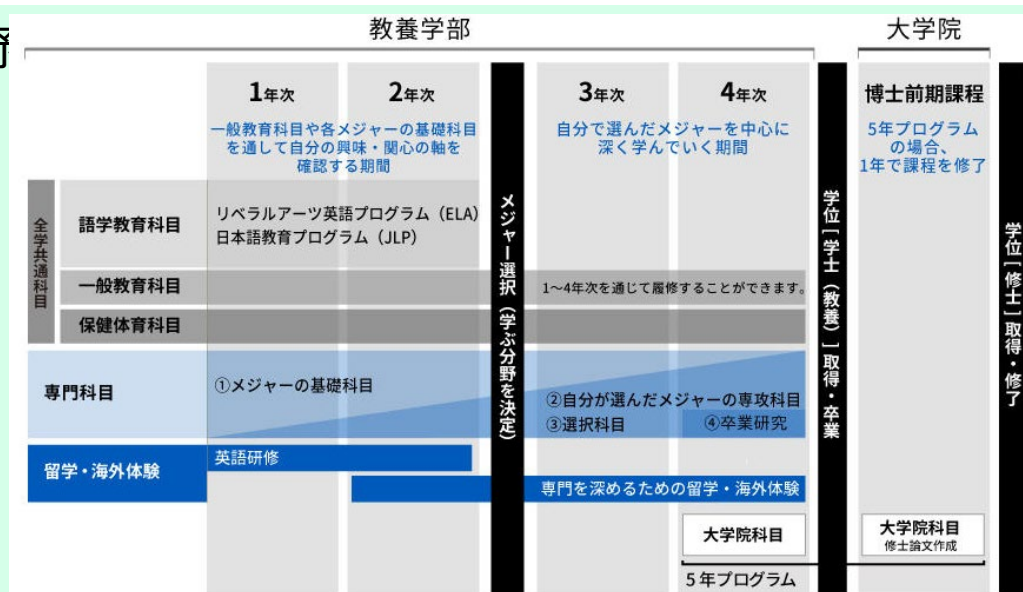 教養学部
大学院
1年次
2年次
3年次
4年次
博士前期課程
一般教育科目や各メジャーの基礎科目
を通して自分の興味・関心の軸を
確認する期間
自分で選んだメジャーを中心に
深く学んでいく期間
5年プログラム
の場合、
1年で課程を修了
全学共通科目
語学教育科目
リベラルアーツ英語プログラム（ELA）
日本語教育プログラム（JLP）
一般教育科目
1〜4年次を通じて履修することができます。
保健体育科目
メジャー選択（学ぶ分野を決定）
学位［学士（教養）］取得・卒業
学位［修士］取得・修了
専門科目
①メジャーの基礎科目
②自分が選んだメジャーの専攻科目
③選択科目
④卒業研究
留学・海外体験
英語研修
専門を深めるための留学・海外体験
大学院科目
大学院科目
修士論文作成
5年プログラム